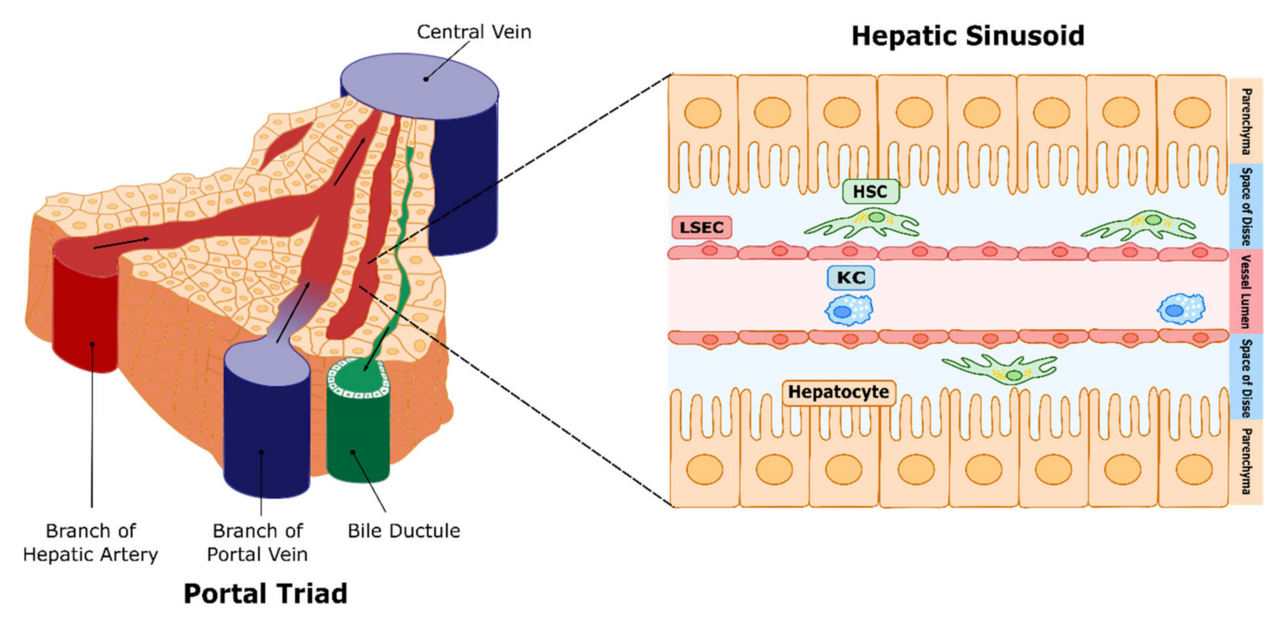 Central Vein
Branch of
Hepatic Artery
Branch of
Portal Vein
Bile Ductule
Portal Triad
Hepatic Sinusoid
HSC
LSEC
KC
Hepatocyte
Parenchyma
Space of Disse
Vessel Lumen
Space of Disse
Parenchyma